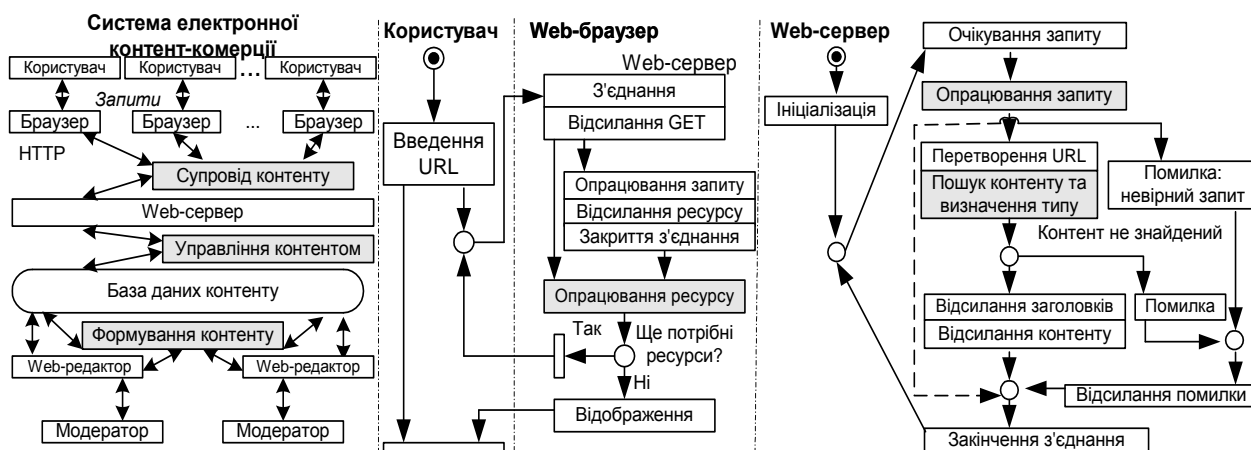 Система електронної
контент-комерції
Користувач Користувач ... Користувач
Запити
Браузер Браузер ... Браузер
HTTP
Супровід контенту
Web-сервер
Управління контентом
База даних контенту
Формування контенту
Web-редактор Web-редактор
Модератор Модератор
Користувач
Введення
URL
Web-браузер
Web-сервер
З'єднання
Відсилання GET
Опрацювання запиту
Відсилання ресурсу
Закриття з'єднання
Опрацювання ресурсу
Так
Ще потрібні
ресурси?
Ні
Відображення
Web-сервер
Ініціалізація
Очікування запиту
Опрацювання запиту
Перетворення URL
Пошук контенту та
визначення типу
Помилка:
невірний запит
Контент не знайдений
Відсилання заголовків
Відсилання контенту
Помилка
Відсилання помилки
Закінчення з'єднання